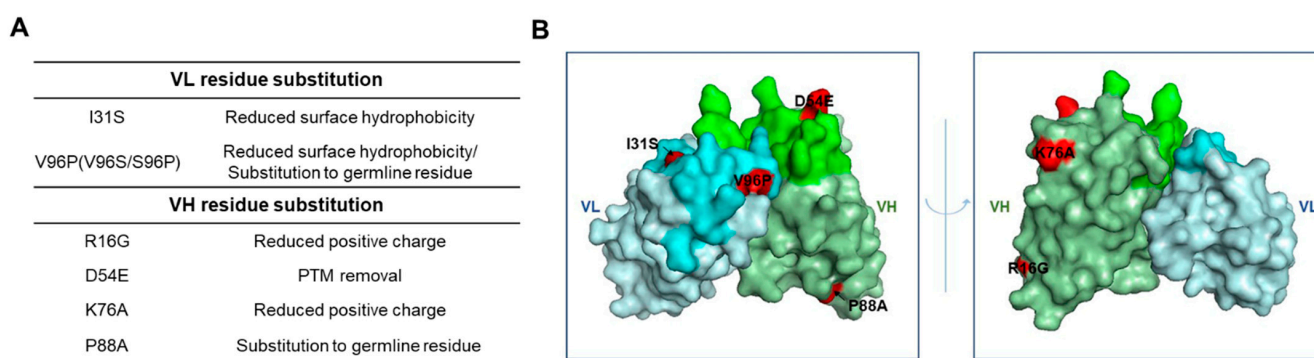 A
VL residue substitution
I31S Reduced surface hydrophobicity
V96P(V96S/S96P) Reduced surface hydrophobicity/
Substitution to germline residue
VH residue substitution
R16G Reduced positive charge
D54E PTM removal
K76A Reduced positive charge
P88A Substitution to germline residue
B
D54E
I31S
V96P
VL
VH
P88A
K76A
VH
VL
R16G